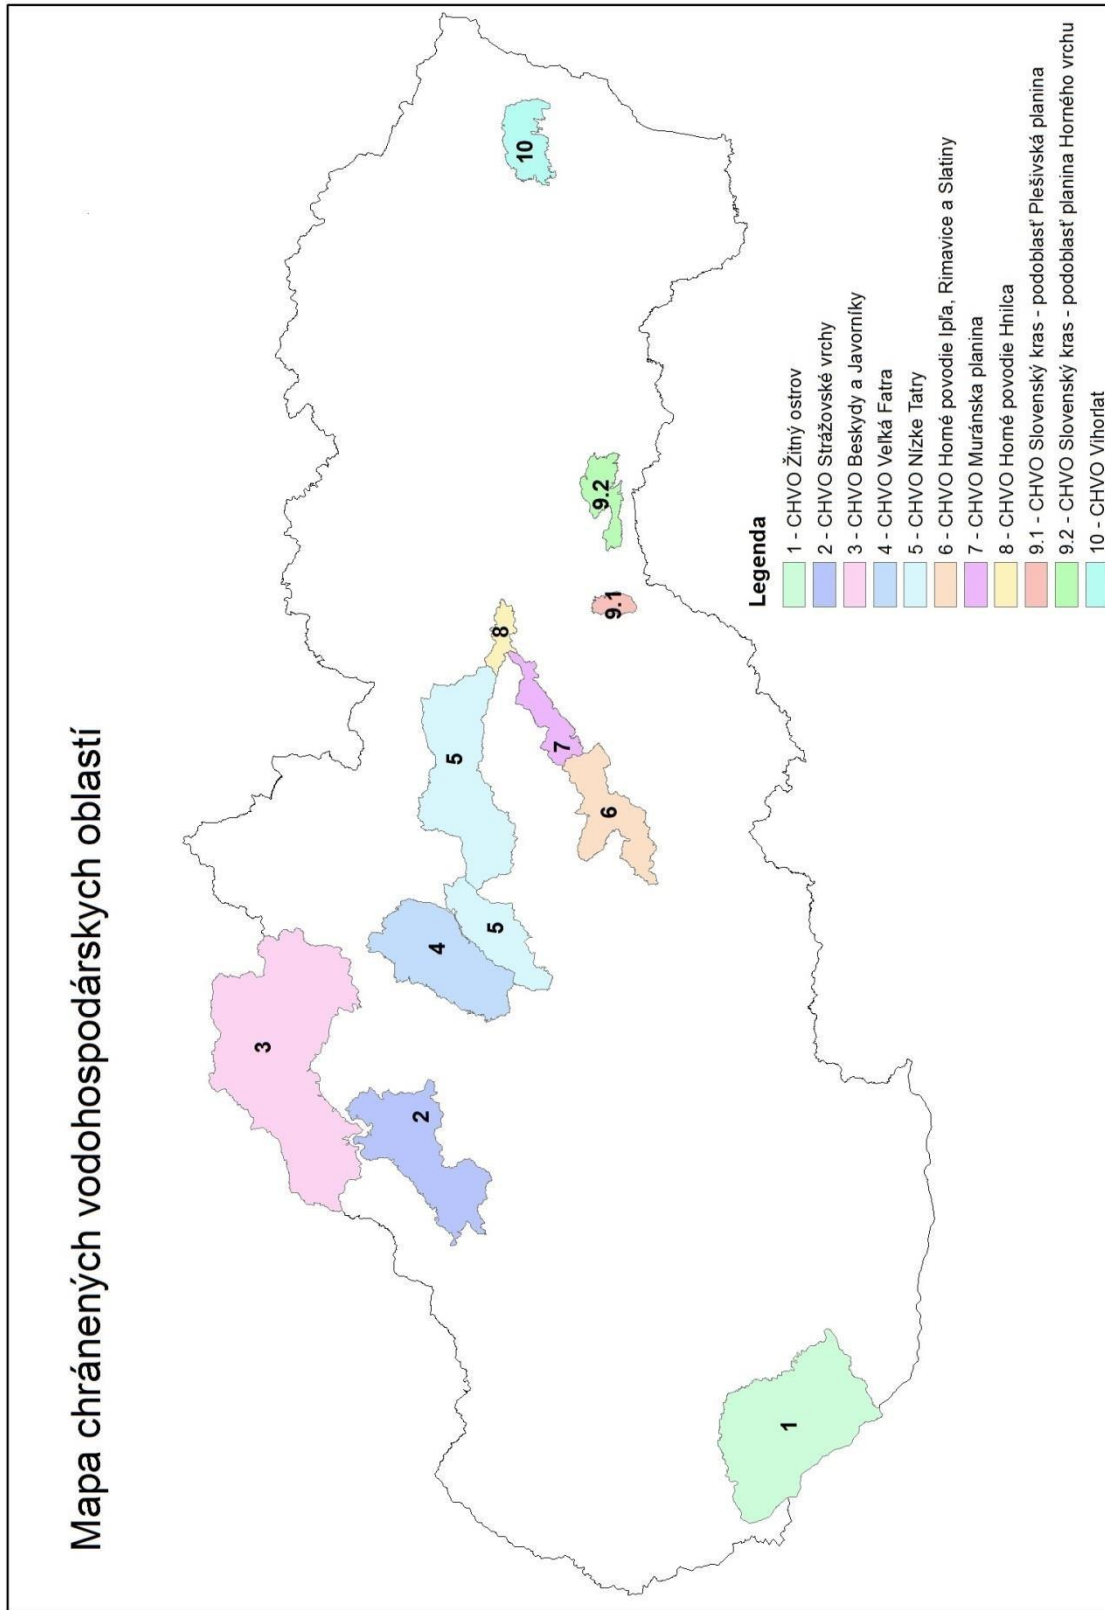 Mapa chránených vodohospodárskych oblastí
3
2
4
5
5
8
7
6
9.1
9.2
10
1
Legenda
1 - CHVO Žitný ostrov
2 - CHVO Strážovské vrchy
3 - CHVO Beskydy a Javorníky
4 - CHVO Veľká Fatra
5 - CHVO Nízke Tatry
6 - CHVO Horné povodie Ipľa, Rimavice a Slatiny
7 - CHVO Muránska planina
8 - CHVO Horné povodie Hnilca
9.1 - CHVO Slovenský kras - podoblasť Plešivská planina
9.2 - CHVO Slovenský kras - podoblasť planina Horného vrchu
10 - CHVO Vihorlat